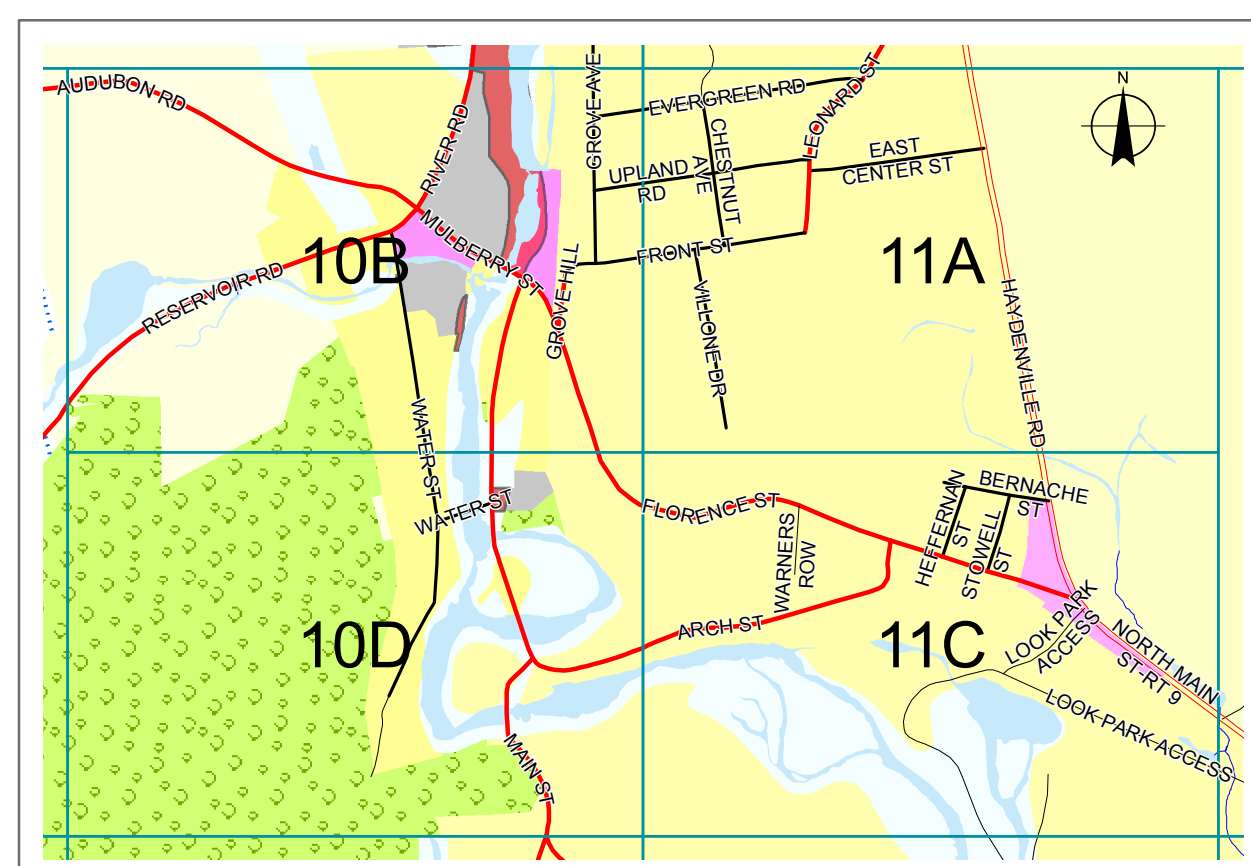 AUDUBON RD
RIVER RD
GROVE AVE
EVERGREEN RD
LEONARD ST
N
CHESTNUT
AVE
UPLAND
RD
EAST
CENTER ST
MULBERRY ST
10B
RESERVOIR RD
GROVE HILL
FRONT ST
VILLONE DR
11A
HAYDENVILLE RD
WATER ST
WATER ST
FLORENCE ST
WARNERS
ROW
HEFFERNAN
ST
STOWELL
ST
BERNACHE
ST
10D
ARCH ST
11C
LOOK PARK
ACCESS
NORTH MAIN
ST-RT 9
LOOK PARK ACCESS
MAIN ST